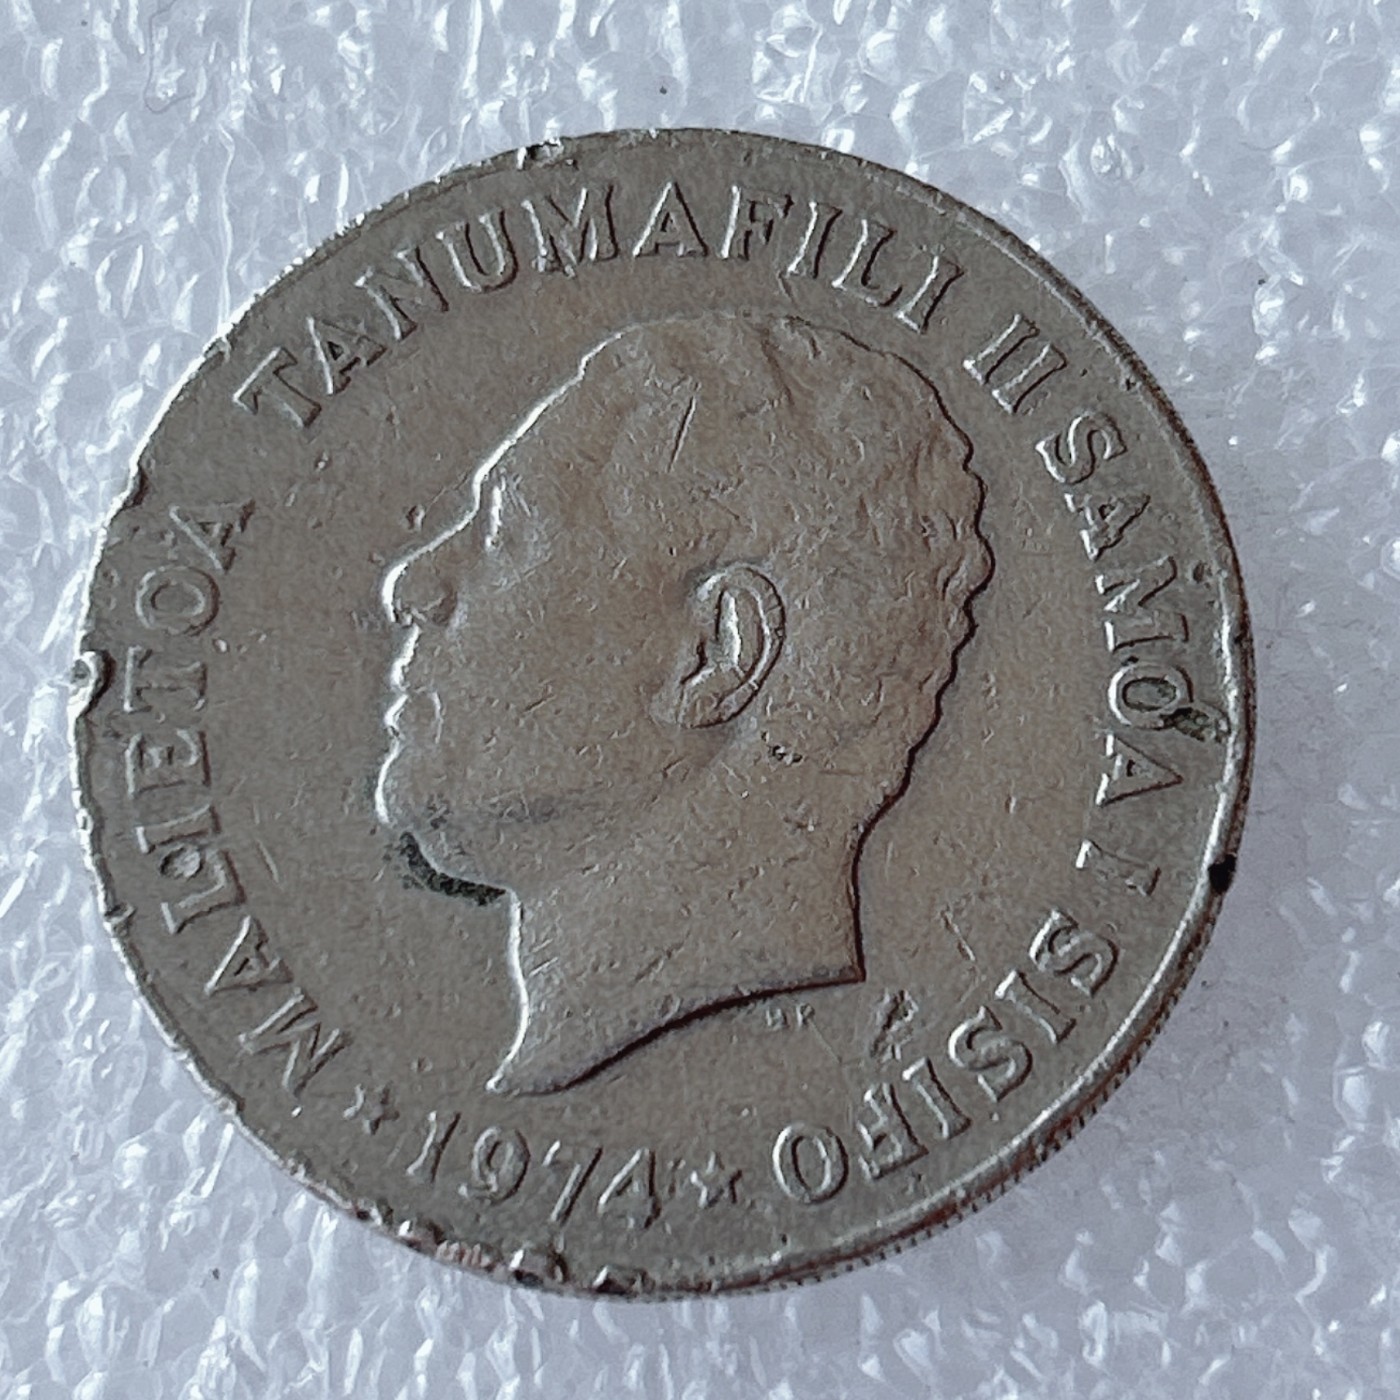 MALIETOA TANUMAFILI II SAMOA I SISIFO
★ 1974 ★